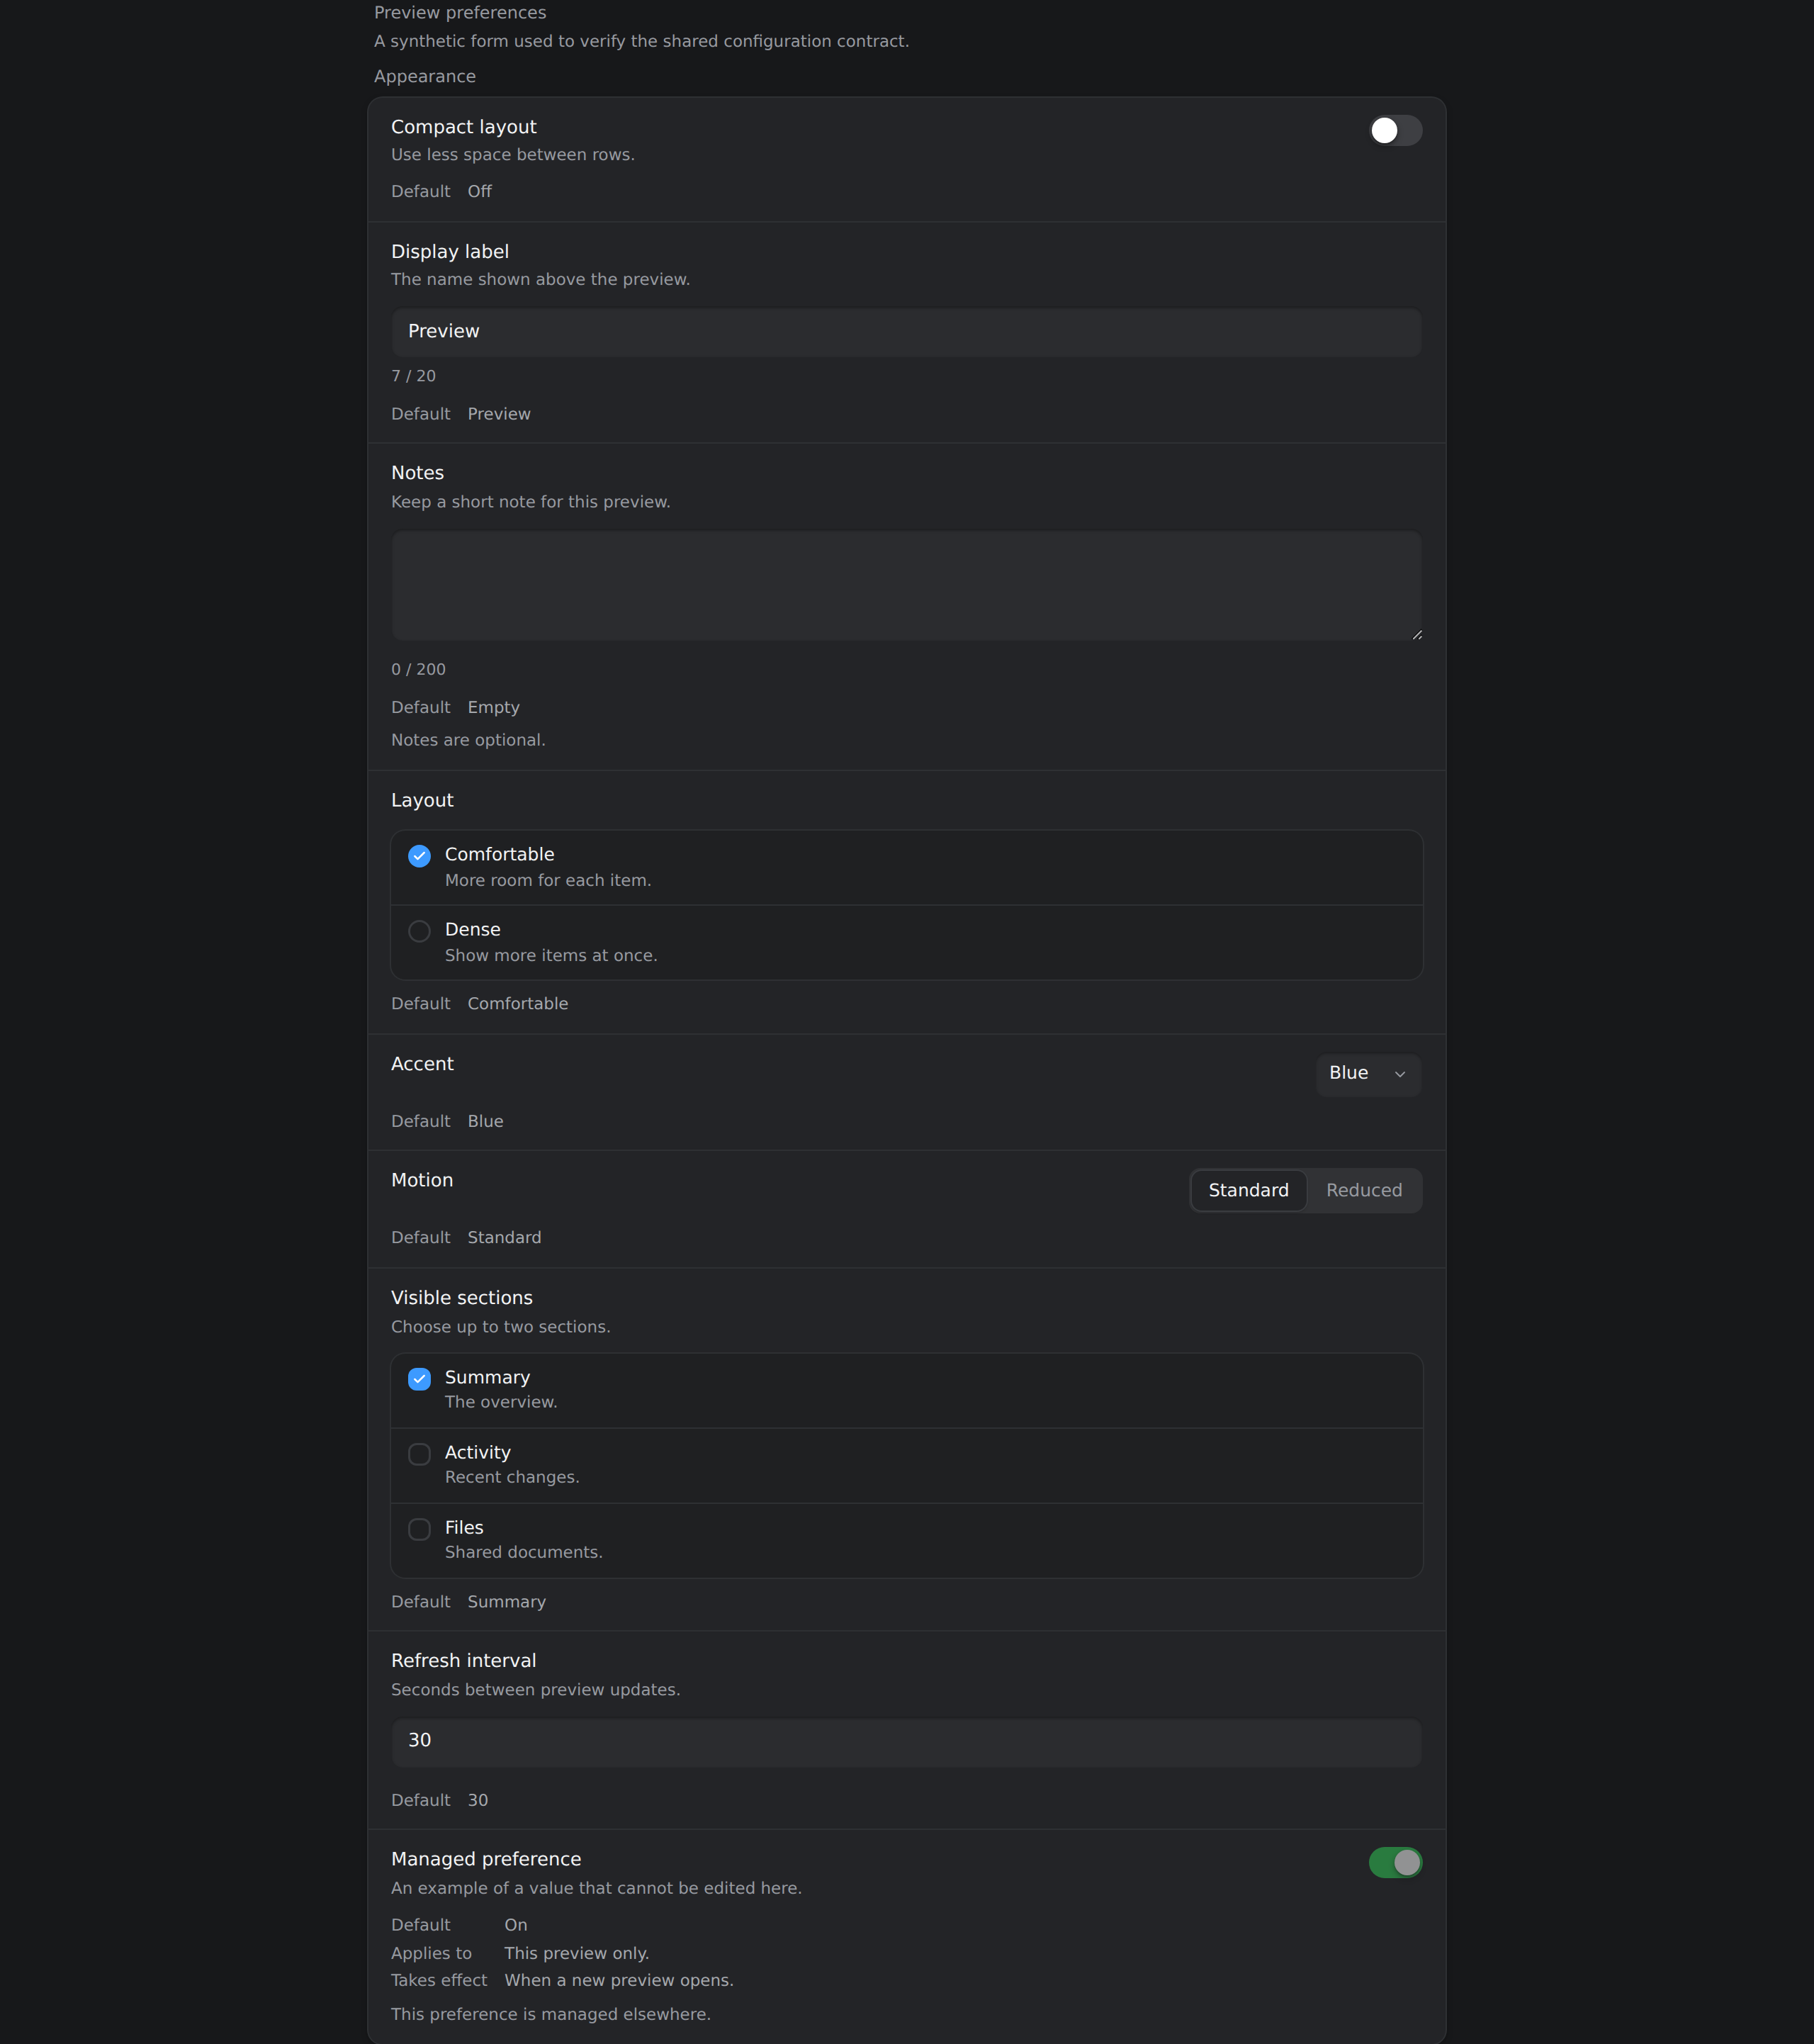 Preview preferences
A synthetic form used to verify the shared configuration contract.
Appearance
Compact layout
Use less space between rows.
Default Off
Display label
The name shown above the preview.
Preview
7 / 20
Default Preview
Notes
Keep a short note for this preview.
0 / 200
Default Empty
Notes are optional.
Layout
Comfortable
More room for each item.
Dense
Show more items at once.
Default Comfortable
Accent
Blue
Default Blue
Motion
Standard Reduced
Default Standard
Visible sections
Choose up to two sections.
Summary
The overview.
Activity
Recent changes.
Files
Shared documents.
Default Summary
Refresh interval
Seconds between preview updates.
30
Default 30
Managed preference
An example of a value that cannot be edited here.
Default On
Applies to This preview only.
Takes effect When a new preview opens.
This preference is managed elsewhere.